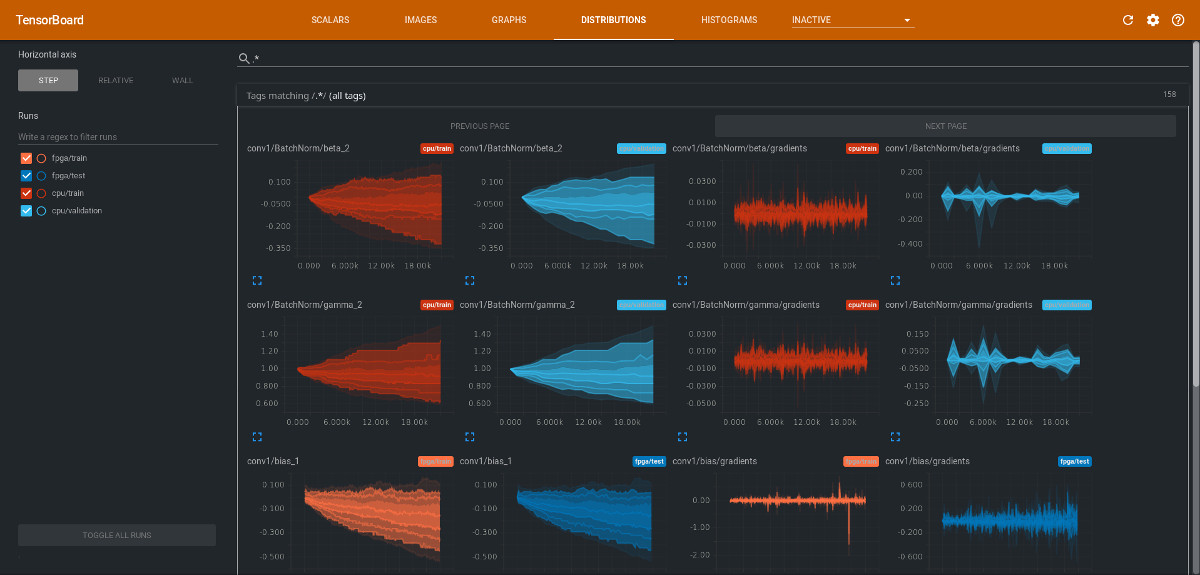 TensorBoard SCALARS IMAGES GRAPHS DISTRIBUTIONS HISTOGRAMS INACTIVE
Horizontal axis
STEP RELATIVE WALL
Runs
Write a regex to filter runs
fpga/train
fpga/test
cpu/train
cpu/validation
TOGGLE ALL RUNS
.*
Tags matching /.*/ (all tags) 158
PREVIOUS PAGE NEXT PAGE
conv1/BatchNorm/beta_2 cpu/train
0.100
-0.0500
-0.200
-0.350
0.000 6.000k 12.00k 18.00k
conv1/BatchNorm/beta_2 cpu/validation
0.100
-0.0500
-0.200
-0.350
0.000 6.000k 12.00k 18.00k
conv1/BatchNorm/beta/gradients cpu/train
0.0300
0.0100
-0.0100
-0.0300
0.000 6.000k 12.00k 18.00k
conv1/BatchNorm/beta/gradients cpu/validation
0.200
0.00
-0.200
-0.400
0.000 6.000k 12.00k 18.00k
conv1/BatchNorm/gamma_2 cpu/train
1.40
1.20
1.00
0.800
0.600
0.000 6.000k 12.00k 18.00k
conv1/BatchNorm/gamma_2 cpu/validation
1.40
1.20
1.00
0.800
0.600
0.000 6.000k 12.00k 18.00k
conv1/BatchNorm/gamma/gradients cpu/train
0.0300
0.0100
-0.0100
-0.0300
-0.0500
0.000 6.000k 12.00k 18.00k
conv1/BatchNorm/gamma/gradients cpu/validation
0.150
0.0500
-0.0500
-0.150
-0.250
0.000 6.000k 12.00k 18.00k
conv1/bias_1 fpga/train
0.100
-0.100
-0.300
-0.500
conv1/bias_1 fpga/test
0.100
-0.100
-0.300
-0.500
conv1/bias/gradients fpga/train
0.00
-1.00
-2.00
conv1/bias/gradients fpga/test
0.600
0.200
-0.200
-0.600